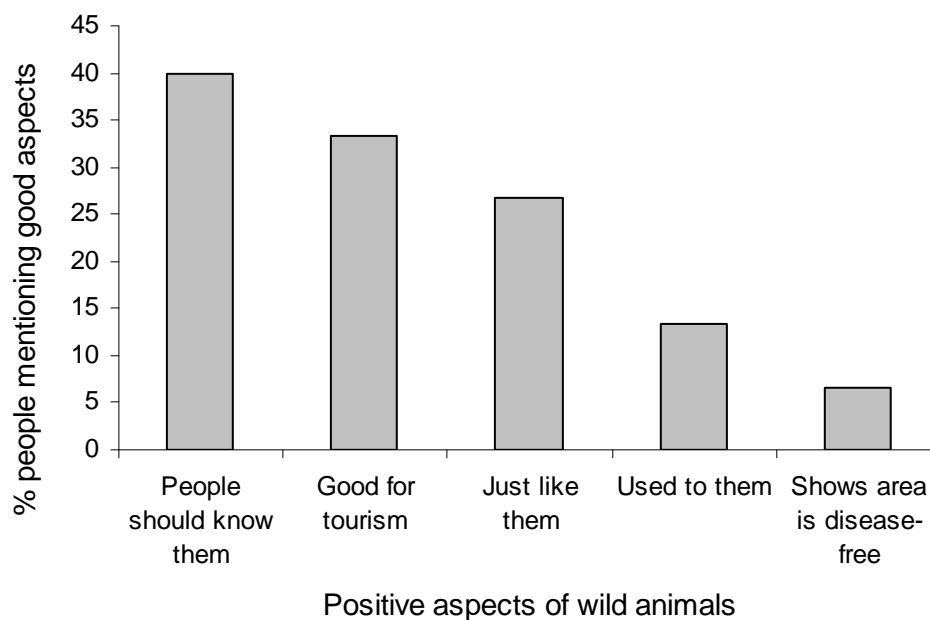 % people mentioning good aspects
45
40
35
30
25
20
15
10
5
0
People
should know
them
Good for
tourism
Just like
them
Used to them
Shows area
is disease-
free
Positive aspects of wild animals